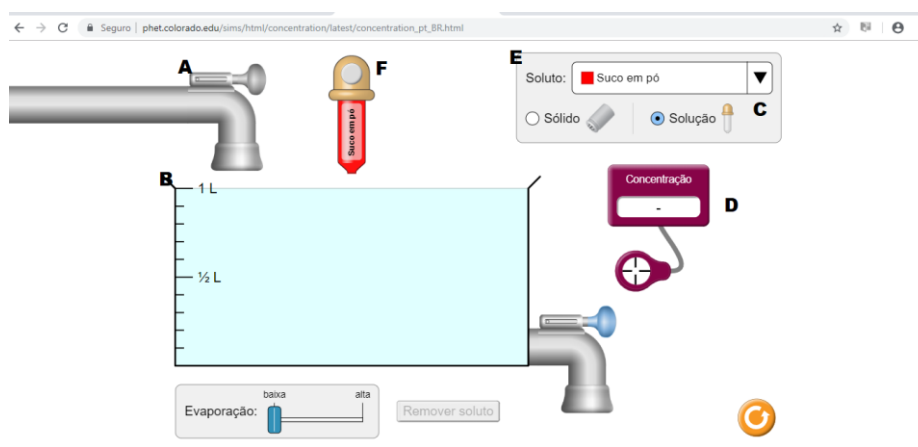 Seguro | phet.colorado.edu/sims/html/concentration/latest/concentration_pt_BR.html
A
F
E
Soluto: Suco em pó
Sólido
Solução
C
Suco em pó
B
1 L
½ L
Concentração
-
D
Evaporação:
baixa
alta
Remover soluto